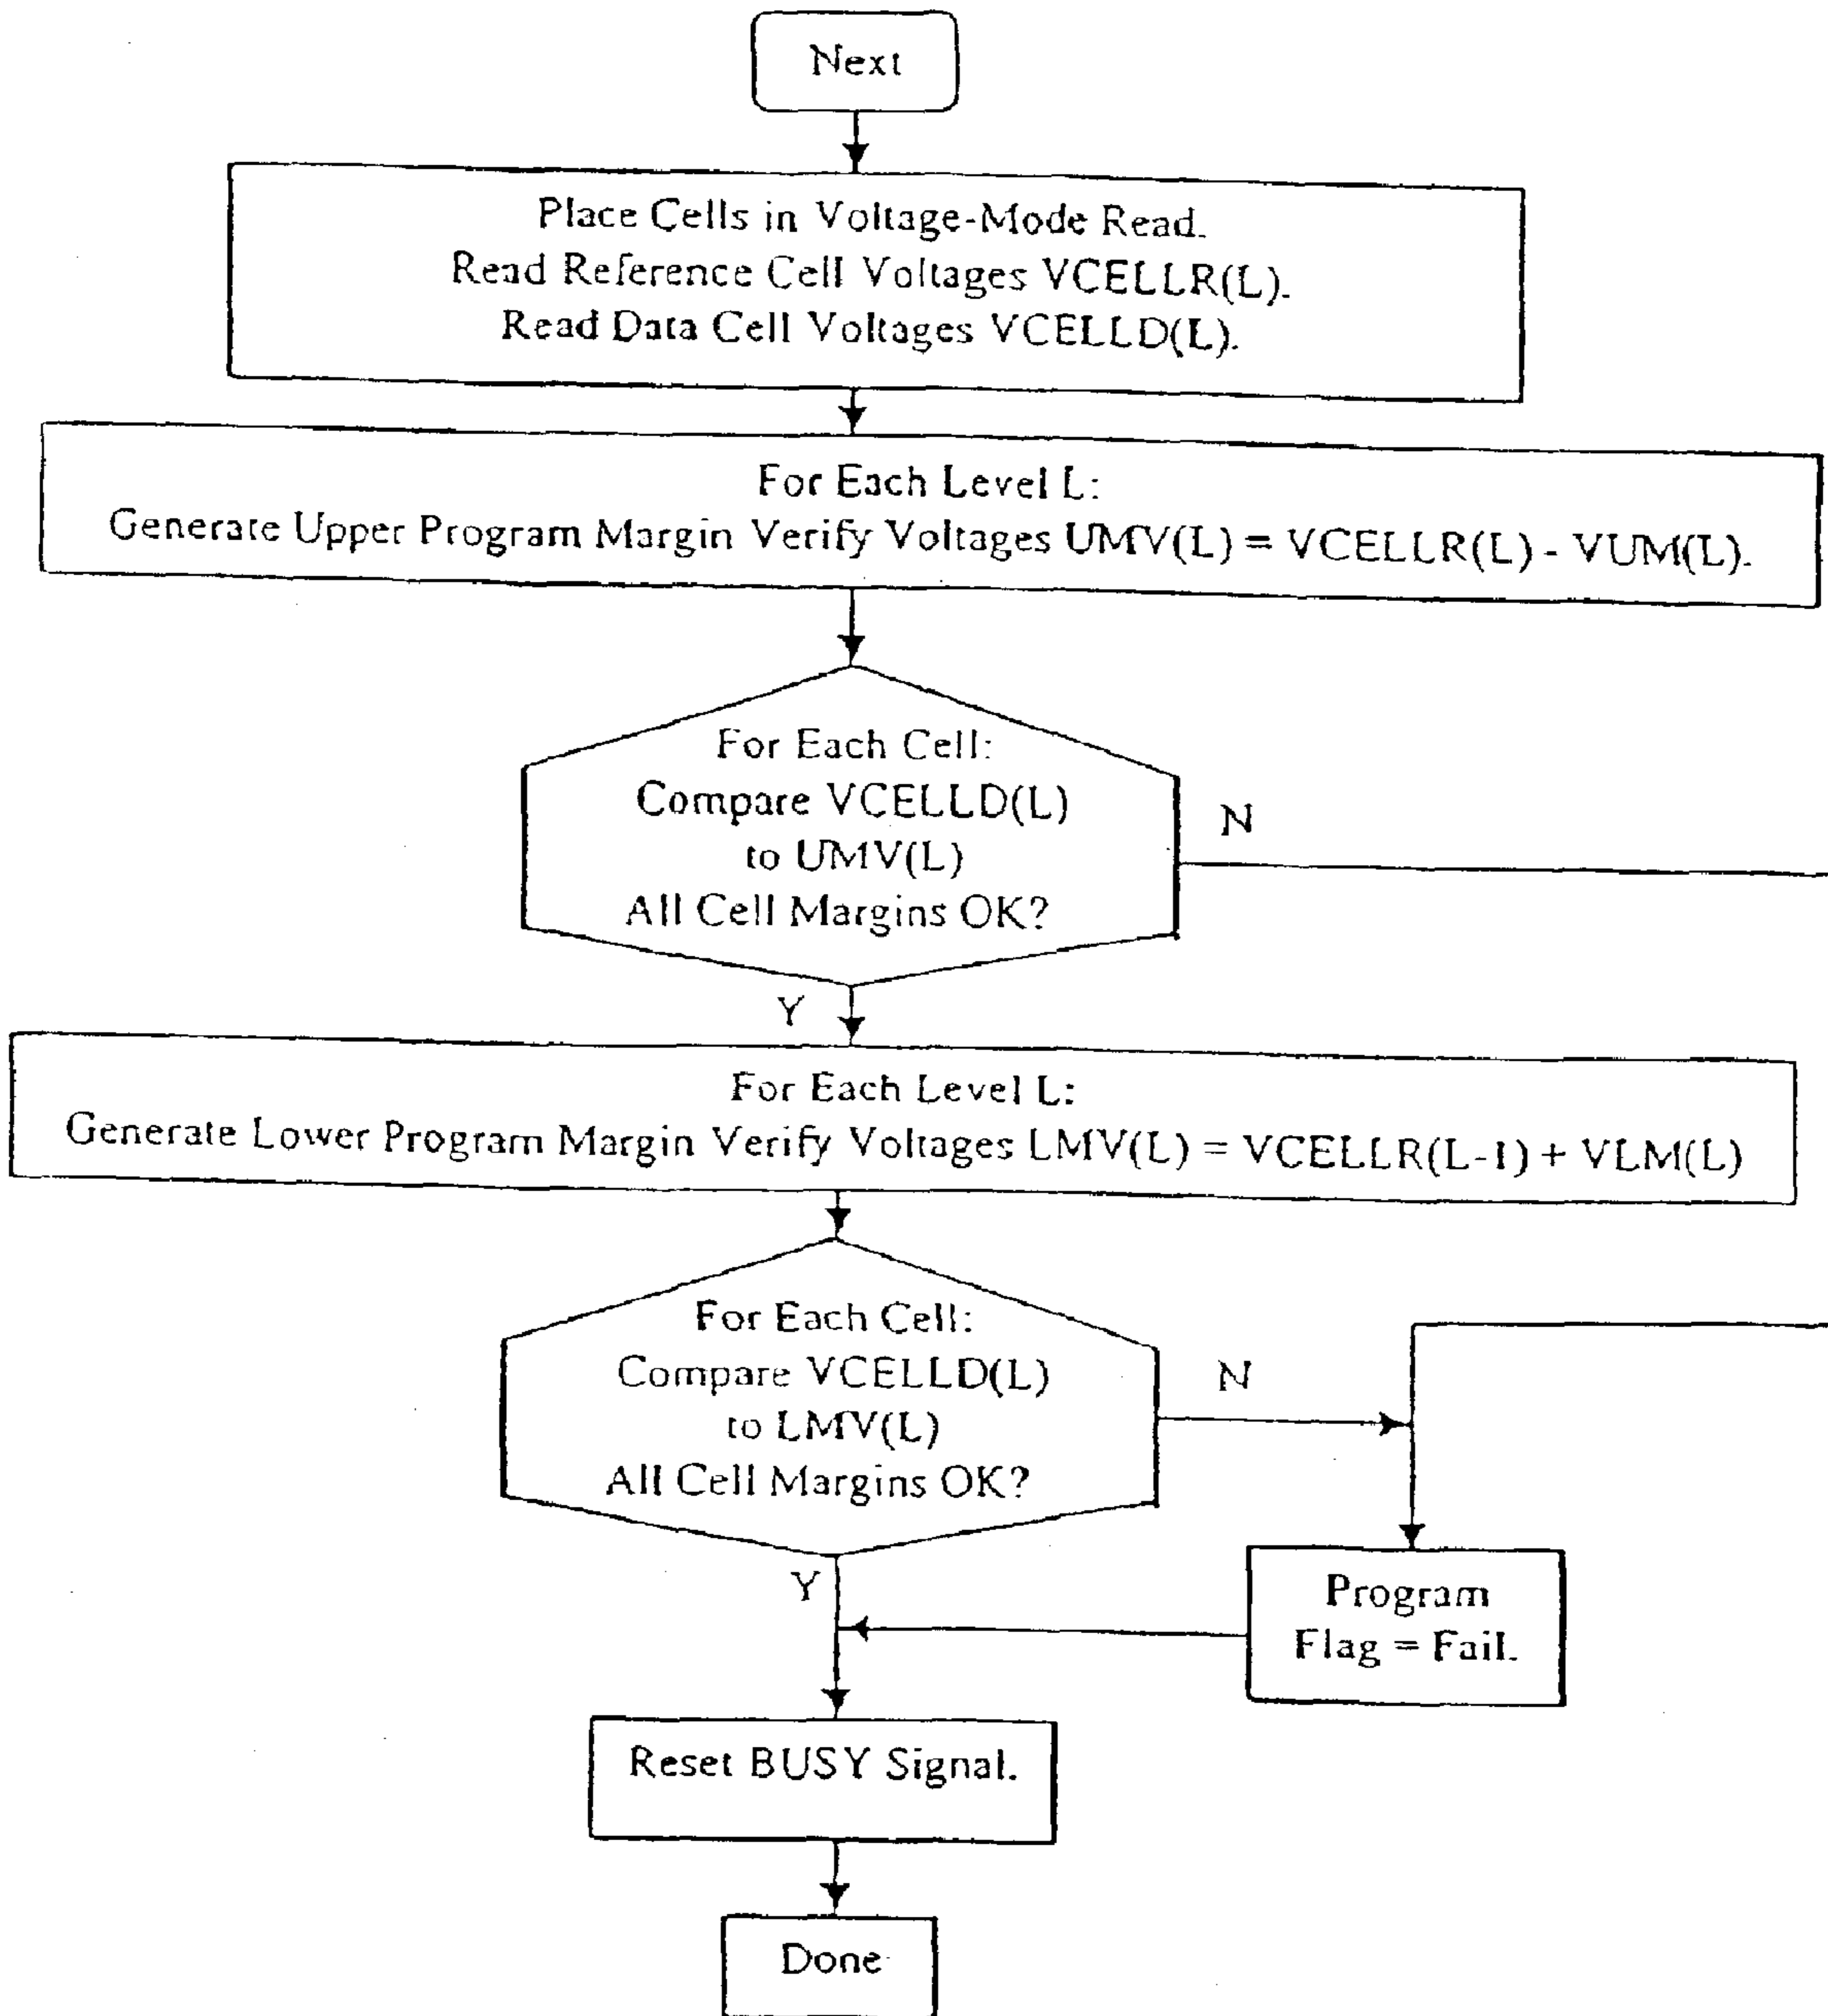 Next
Place Cells in Voltage-Mode Read.
Read Reference Cell Voltages VCELLR(L).
Read Data Cell Voltages VCELLD(L).
For Each Level L:
Generate Upper Program Margin Verify Voltages UMV(L) = VCELLR(L) - VUM(L).
For Each Cell:
Compare VCELLD(L)
to UMV(L)
All Cell Margins OK?
N
Y
For Each Level L:
Generate Lower Program Margin Verify Voltages LMV(L) = VCELLR(L-1) + VLM(L)
For Each Cell:
Compare VCELLD(L)
to LMV(L)
All Cell Margins OK?
N
Y
Program
Flag = Fail.
Reset BUSY Signal.
Done